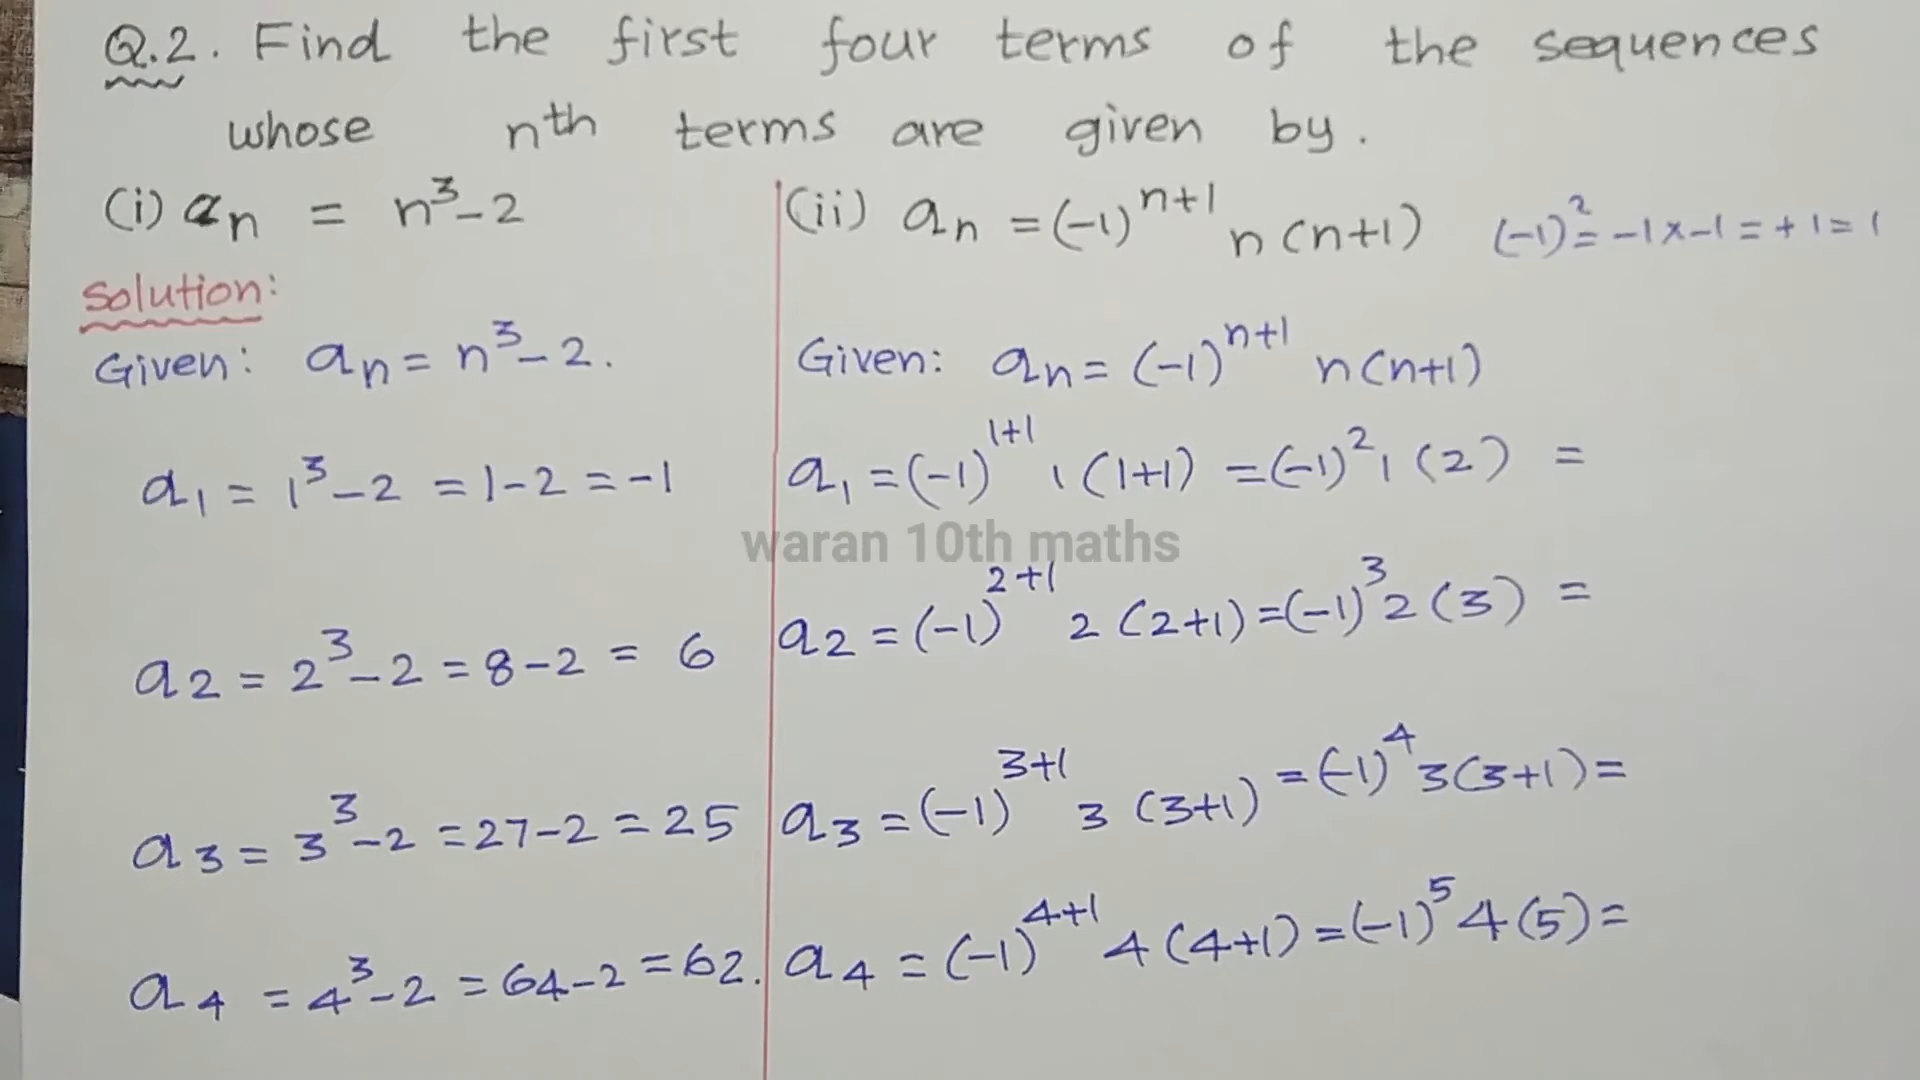 Q.2. Find the first four terms of the sequences
whose nth terms are given by.
(i) aₙ = n³-2
Solution:
Given: aₙ = n³-2.
a₁ = 1³-2 = 1-2 = -1
a₂ = 2³-2 = 8-2 = 6
a₃ = 3³-2 = 27-2 = 25
a₄ = 4³-2 = 64-2 = 62.
(ii) aₙ = (-1)ⁿ⁺¹ n(n+1)
(-1)² = -1×-1 = +1 = 1
Given: aₙ = (-1)ⁿ⁺¹ n(n+1)
a₁ = (-1)¹⁺¹ 1(1+1) = (-1)² 1(2) =
a₂ = (-1)²⁺¹ 2(2+1) = (-1)³ 2(3) =
a₃ = (-1)³⁺¹ 3(3+1) = (-1)⁴ 3(3+1) =
a₄ = (-1)⁴⁺¹ 4(4+1) = (-1)⁵ 4(5) =
waran 10th maths